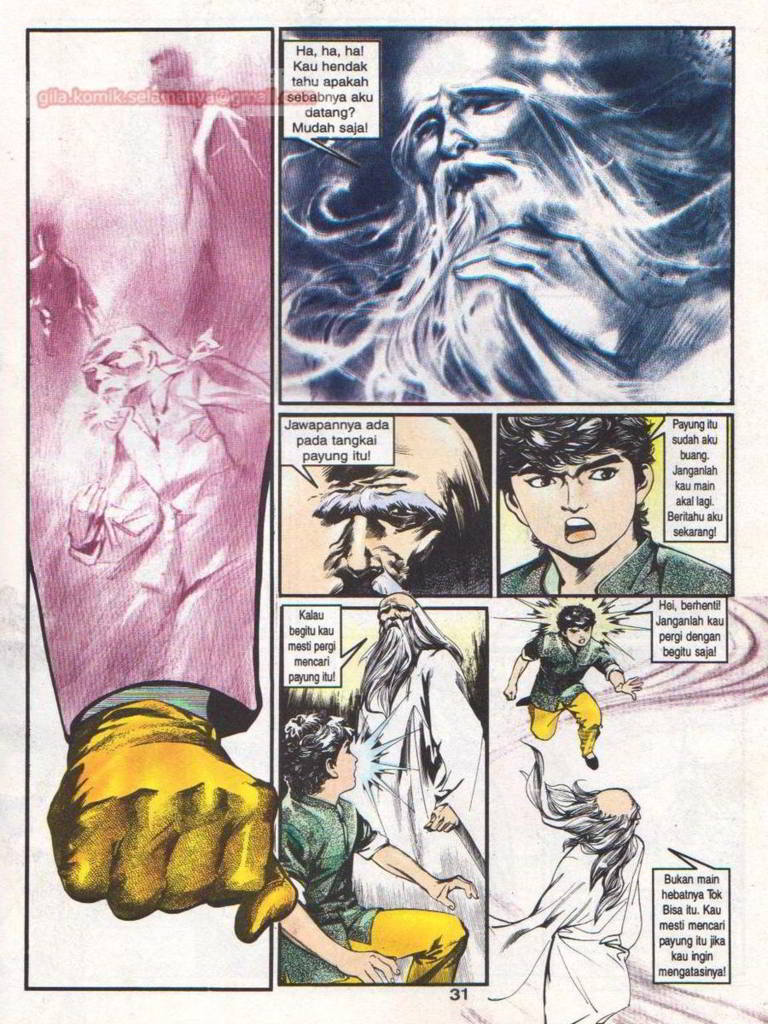 gila.komik.selamanya@gmail.com
Ha, ha, ha!
Kau hendak
tahu apakah
sebabnya aku
datang?
Mudah saja!
Jawapannya ada
pada tangkai
payung itu!
Payung itu
sudah aku
buang.
Janganlah
kau main
akal lagi.
Beritahu aku
sekarang!
Kalau
begitu kau
mesti pergi
mencari
payung itu!
Hei, berhenti!
Janganlah kau
pergi dengan
begitu saja!
Bukan main
hebatnya Tok
Bisa itu. Kau
mesti mencari
payung itu jika
kau ingin
mengatasinya!
31